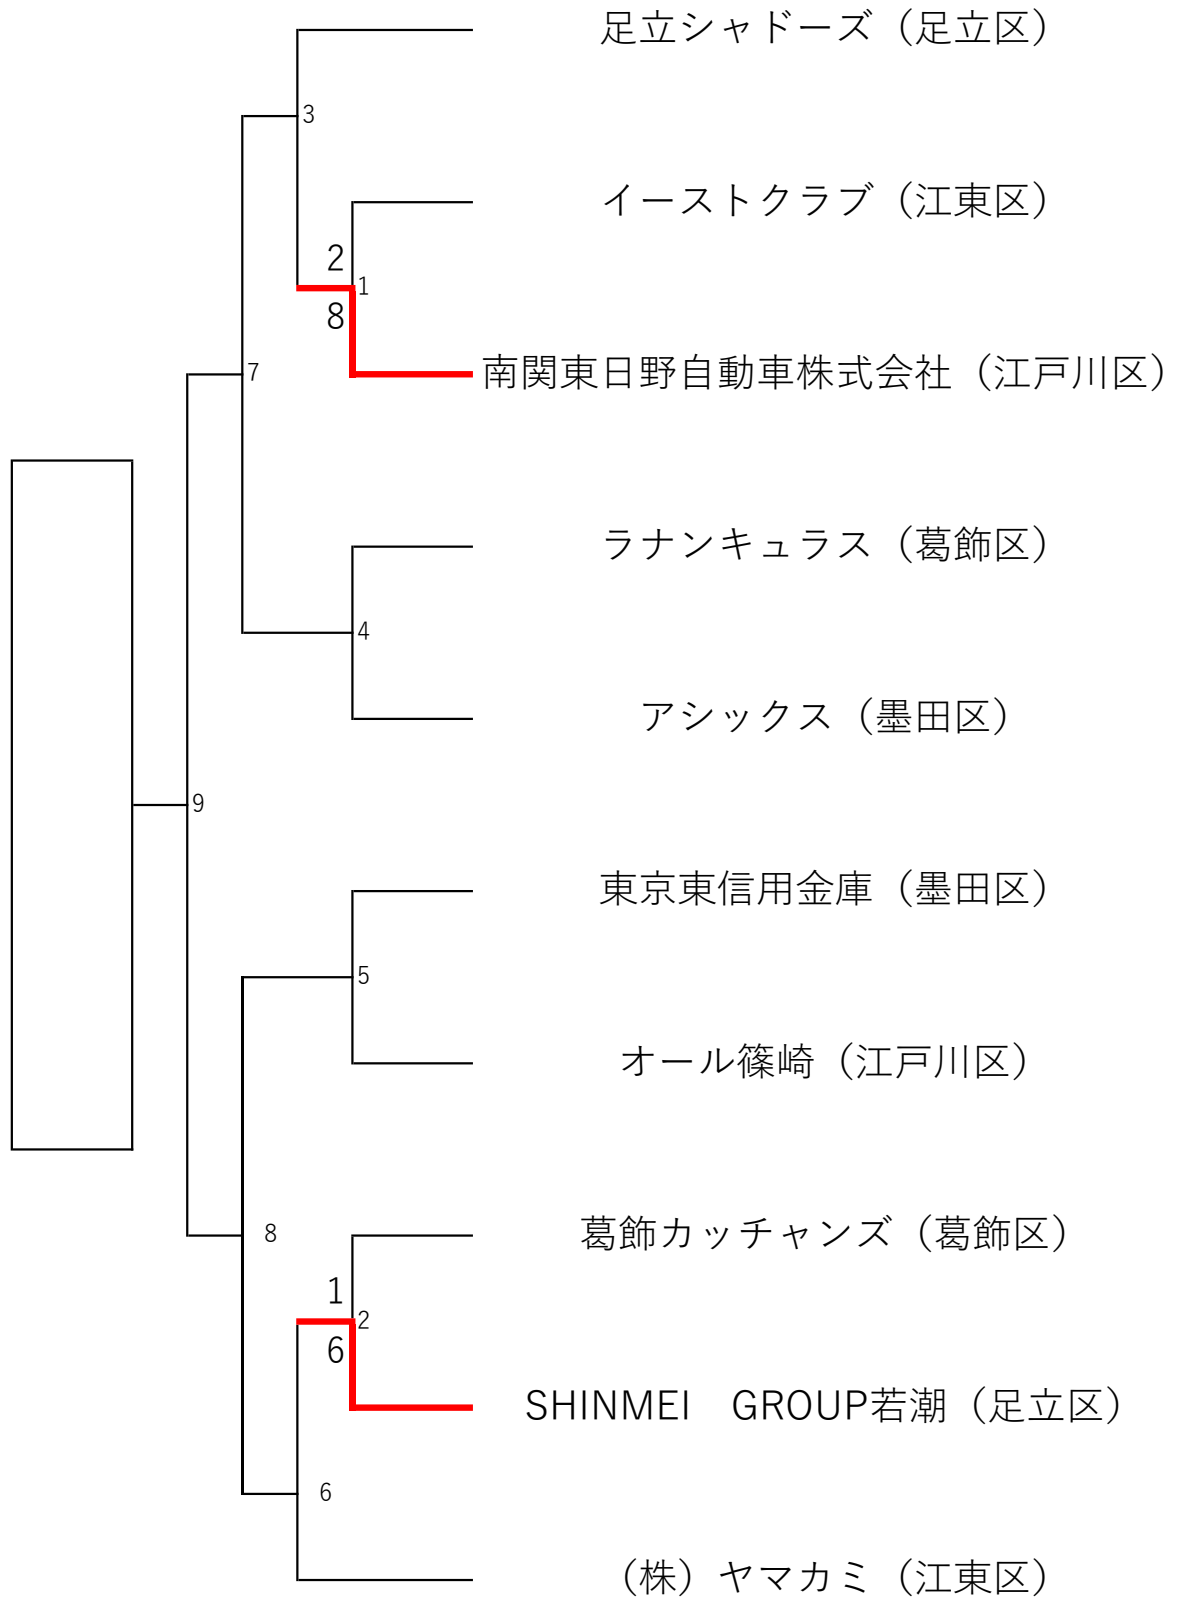 足立シャドーズ（足立区）
3
イーストクラブ（江東区）
2
1
8
南関東日野自動車株式会社（江戸川区）
7
ラナンキュラス（葛飾区）
4
アシックス（墨田区）
9
東京東信用金庫（墨田区）
5
オール篠崎（江戸川区）
葛飾カッチャンズ（葛飾区）
8
1
2
6
SHINMEI　GROUP若潮（足立区）
6
（株）ヤマカミ（江東区）